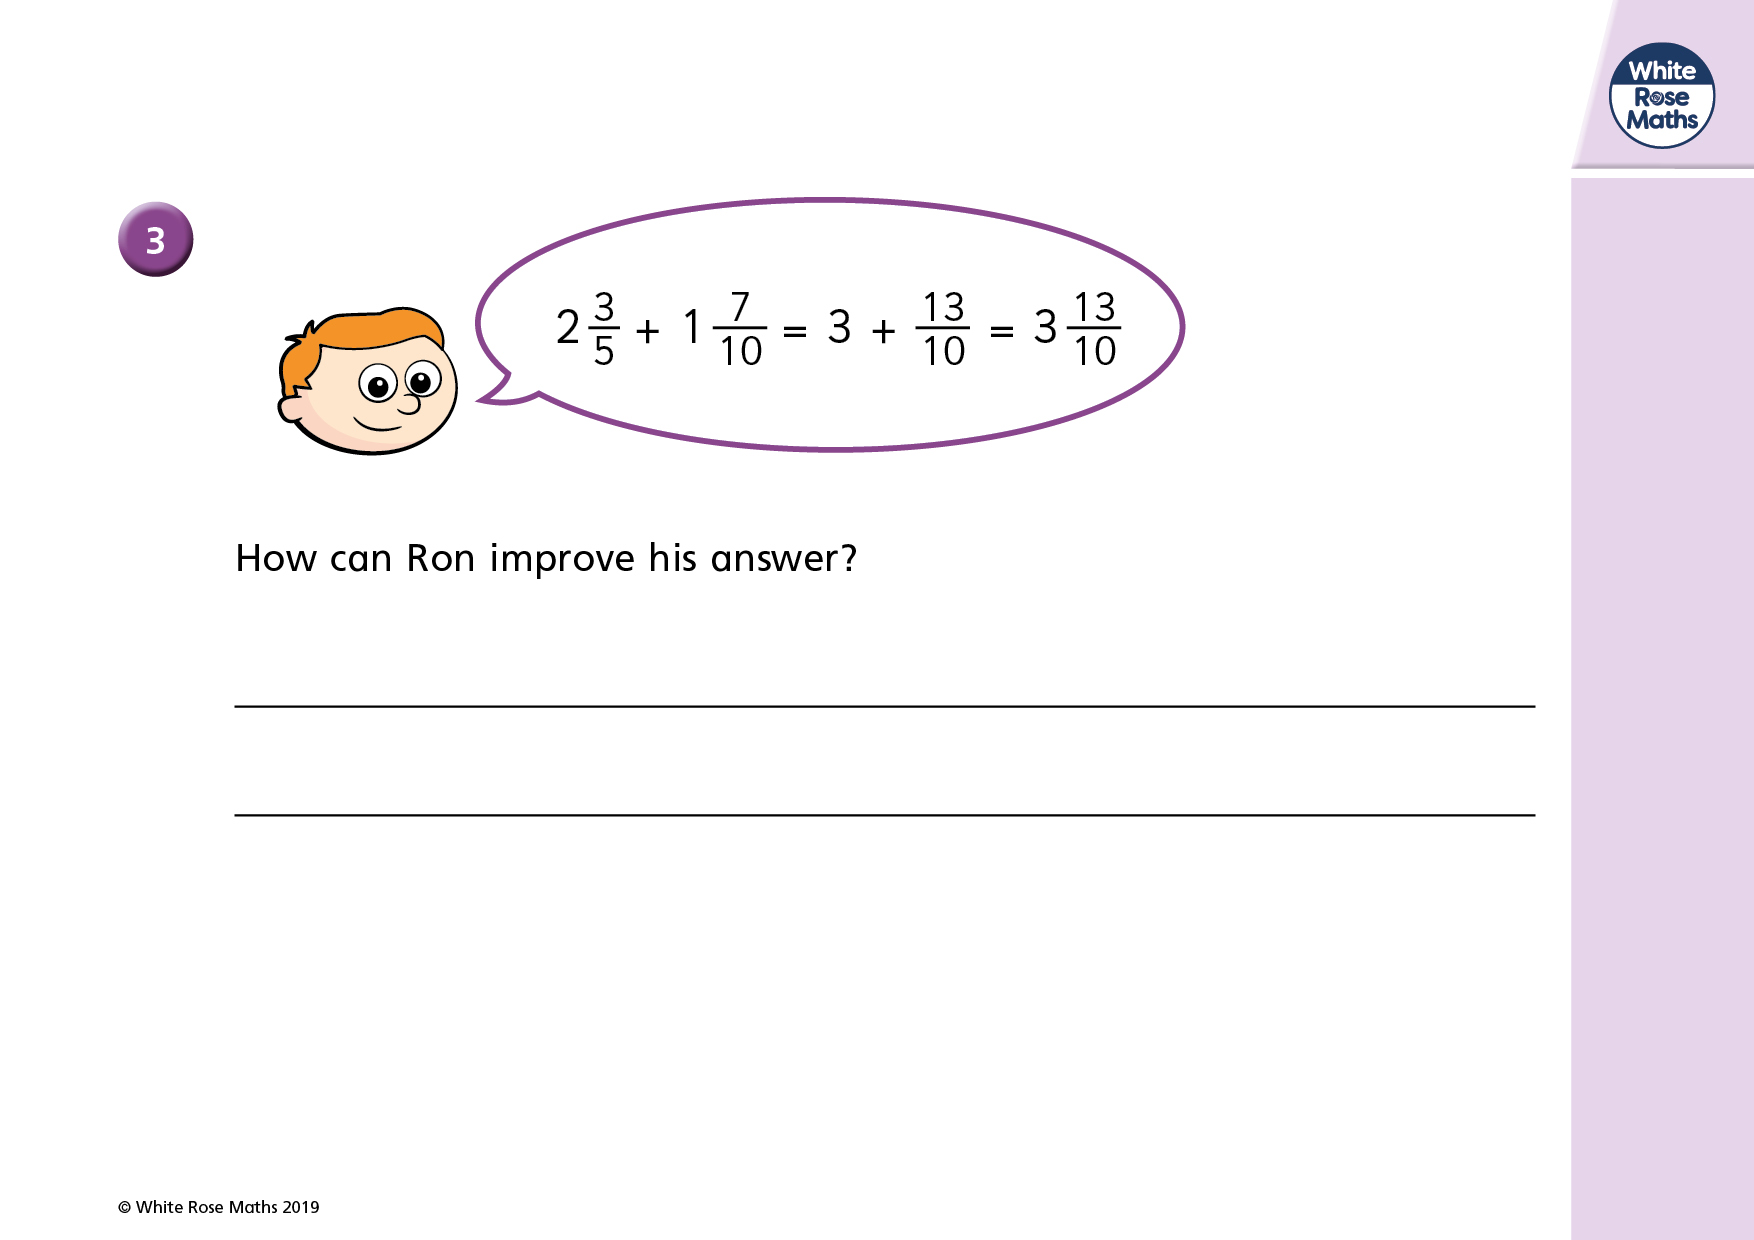 White
Rose
Maths
3
2 3/5 + 1 7/10 = 3 + 13/10 = 3 13/10
How can Ron improve his answer?
© White Rose Maths 2019